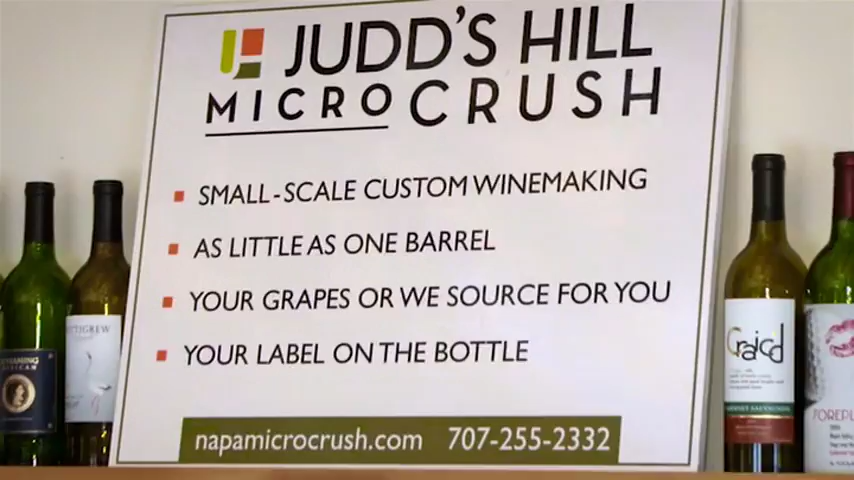 JUDD'S HILL
MICROCRUSH
SMALL-SCALE CUSTOM WINEMAKING
AS LITTLE AS ONE BARREL
YOUR GRAPES OR WE SOURCE FOR YOU
YOUR LABEL ON THE BOTTLE
napamicrocrush.com 707-255-2332
Craic'd